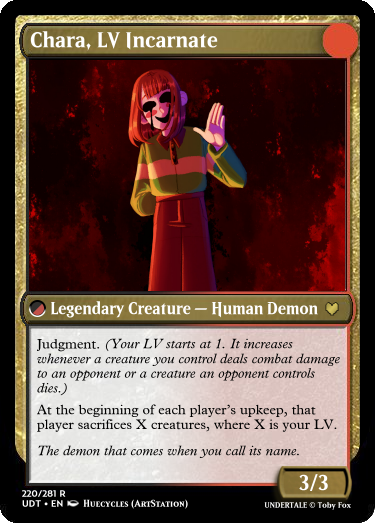 Chara, LV Incarnate
Legendary Creature — Human Demon
Judgment. (Your LV starts at 1. It increases
whenever a creature you control deals combat damage
to an opponent or a creature an opponent controls
dies.)
At the beginning of each player's upkeep, that
player sacrifices X creatures, where X is your LV.
The demon that comes when you call its name.
3/3
220/281 R
UDT • EN Huecycles (ArtStation)
UNDERTALE © Toby Fox